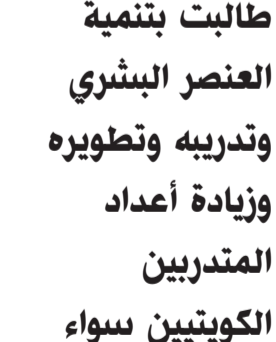 طالبت بتنمية
العنصر البشري
وتدريبه وتطويره
وزيادة أعداد
المتدربين
الكويتيين سواء